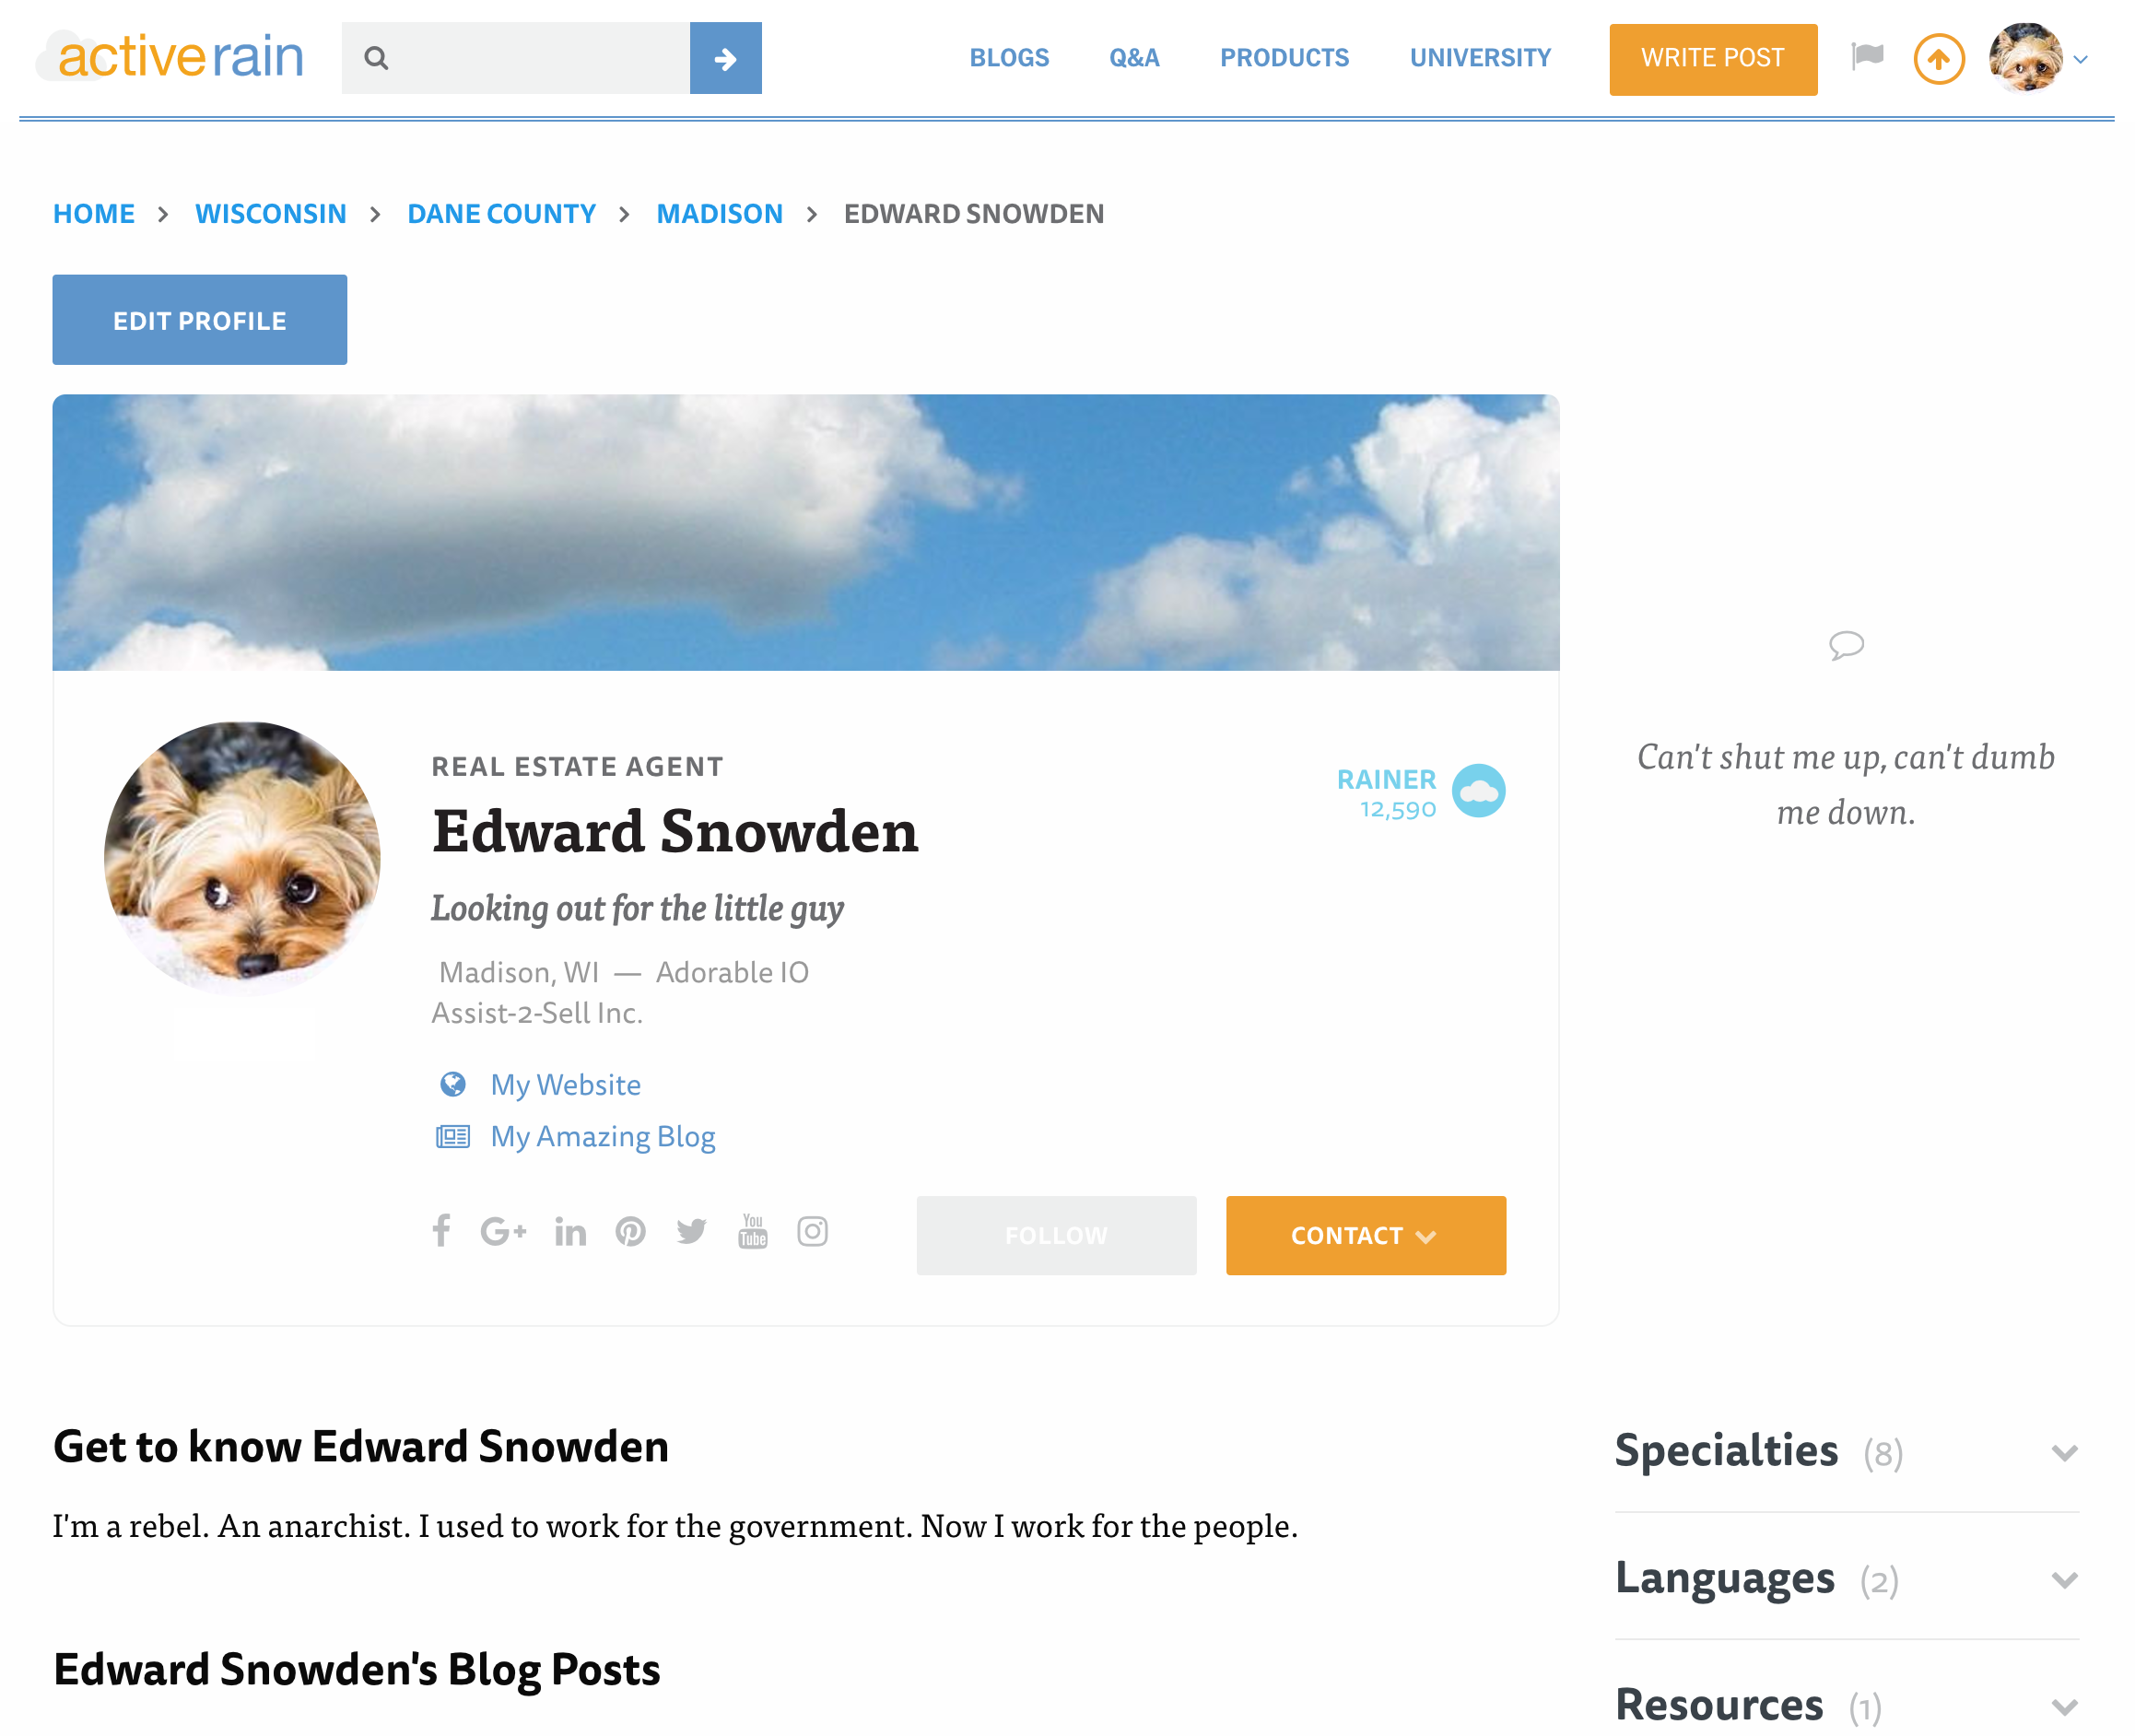 activerain
BLOGS Q&A PRODUCTS UNIVERSITY WRITE POST
HOME > WISCONSIN > DANE COUNTY > MADISON > EDWARD SNOWDEN
EDIT PROFILE
REAL ESTATE AGENT
Edward Snowden
Looking out for the little guy
Madison, WI — Adorable IO
Assist-2-Sell Inc.
My Website
My Amazing Blog
RAINER
12,590
G+ in You Tube
FOLLOW
CONTACT
Can't shut me up, can't dumb
me down.
Get to know Edward Snowden
I'm a rebel. An anarchist. I used to work for the government. Now I work for the people.
Edward Snowden's Blog Posts
Specialties (8)
Languages (2)
Resources (1)